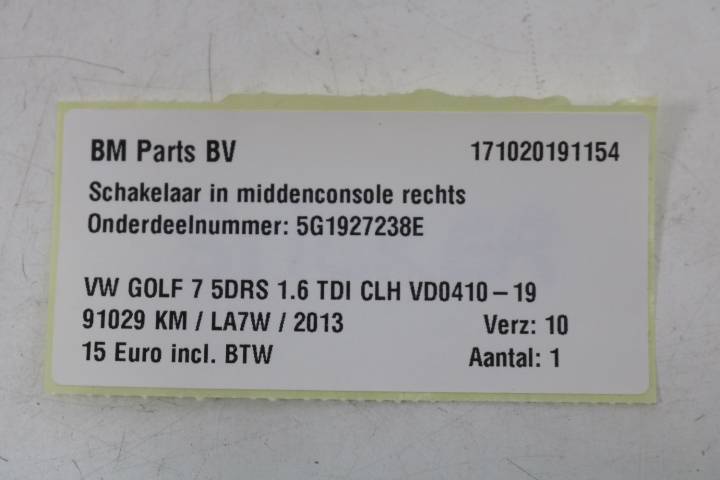 BM Parts BV 171020191154
Schakelaar in middenconsole rechts
Onderdeelnummer: 5G1927238E
VW GOLF 7 5DRS 1.6 TDI CLH VD0410-19
91029 KM / LA7W / 2013 Verz: 10
15 Euro incl. BTW Aantal: 1